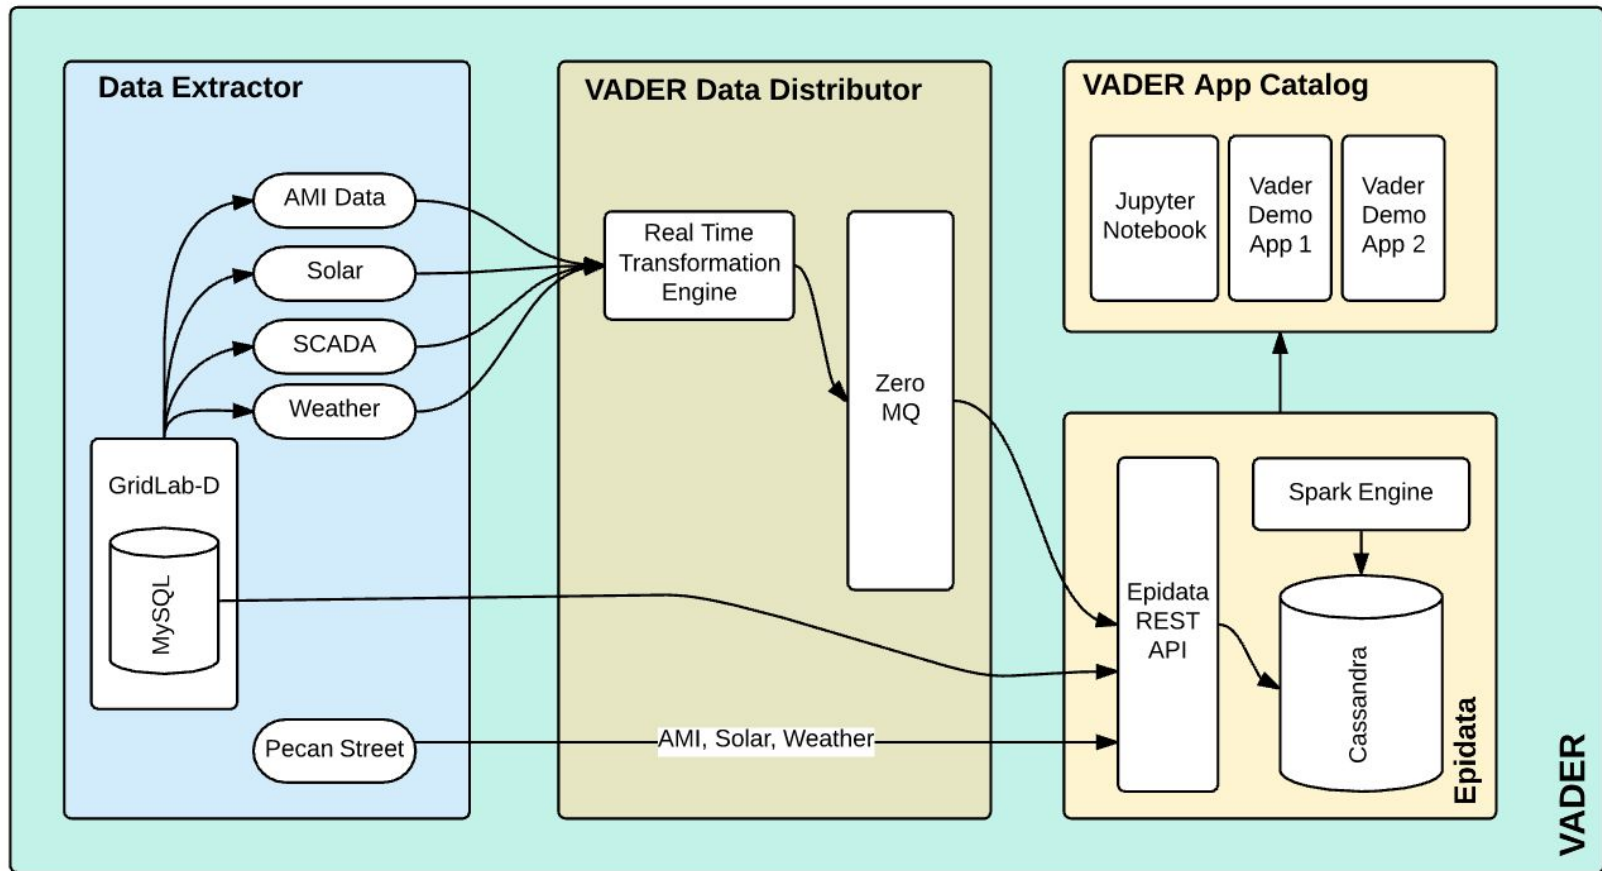 Data Extractor
AMI Data
Solar
SCADA
Weather
GridLab-D
MySQL
Pecan Street
VADER Data Distributor
Real Time
Transformation
Engine
Zero
MQ
AMI, Solar, Weather
VADER App Catalog
Jupyter
Notebook
Vader
Demo
App 1
Vader
Demo
App 2
Epidata
REST
API
Spark Engine
Cassandra
Epidata
VADER